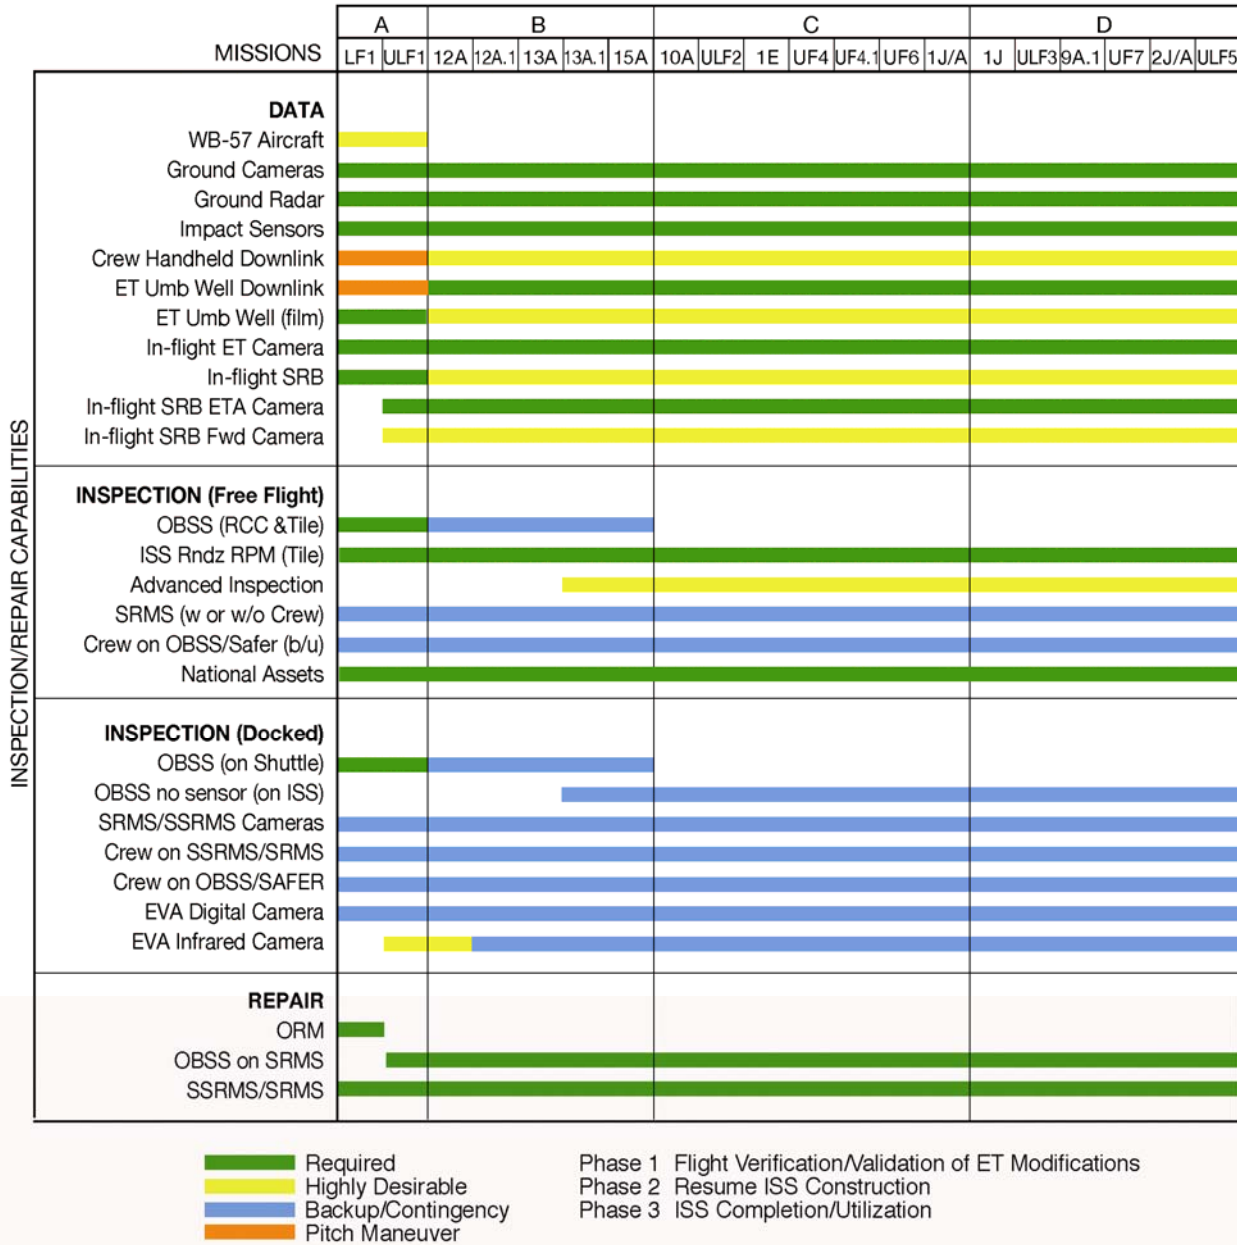 A B C D
MISSIONS LF1 ULF1 12A 12A.1 13A 13A.1 15A 10A ULF2 1E UF4 UF4.1 UF6 1J/A 1J ULF3 9A.1 UF7 2J/A ULF5
INSPECTION/REPAIR CAPABILITIES
DATA
WB-57 Aircraft
Ground Cameras
Ground Radar
Impact Sensors
Crew Handheld Downlink
ET Umb Well Downlink
ET Umb Well (film)
In-flight ET Camera
In-flight SRB
In-flight SRB ETA Camera
In-flight SRB Fwd Camera
INSPECTION (Free Flight)
OBSS (RCC &Tile)
ISS Rndz RPM (Tile)
Advanced Inspection
SRMS (w or w/o Crew)
Crew on OBSS/Safer (b/u)
National Assets
INSPECTION (Docked)
OBSS (on Shuttle)
OBSS no sensor (on ISS)
SRMS/SSRMS Cameras
Crew on SSRMS/SRMS
Crew on OBSS/SAFER
EVA Digital Camera
EVA Infrared Camera
REPAIR
ORM
OBSS on SRMS
SSRMS/SRMS
Required
Highly Desirable
Backup/Contingency
Pitch Maneuver
Phase 1 Flight Verification/Validation of ET Modifications
Phase 2 Resume ISS Construction
Phase 3 ISS Completion/Utilization